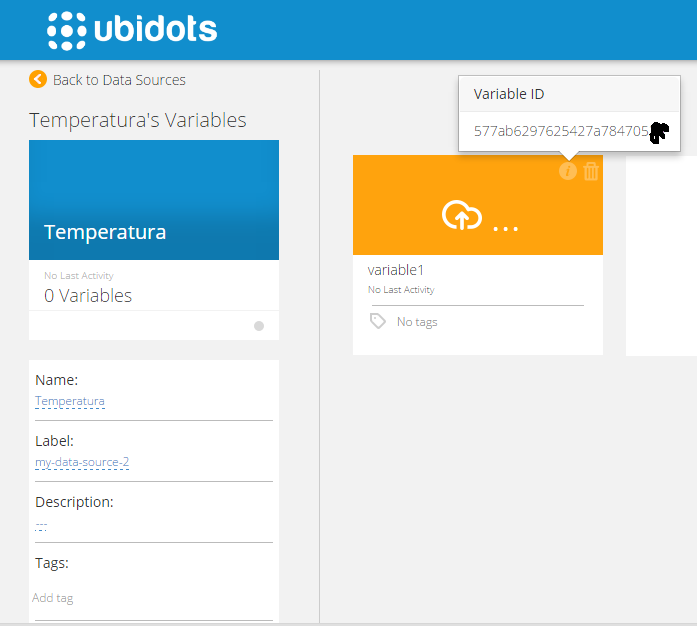 ubidots
Back to Data Sources
Temperatura's Variables
Temperatura
No Last Activity
0 Variables
Name:
Temperatura
Label:
my-data-source-2
Description:
---
Tags:
Add tag
Variable ID
577ab6297625427a784705
...
variable1
No Last Activity
No tags